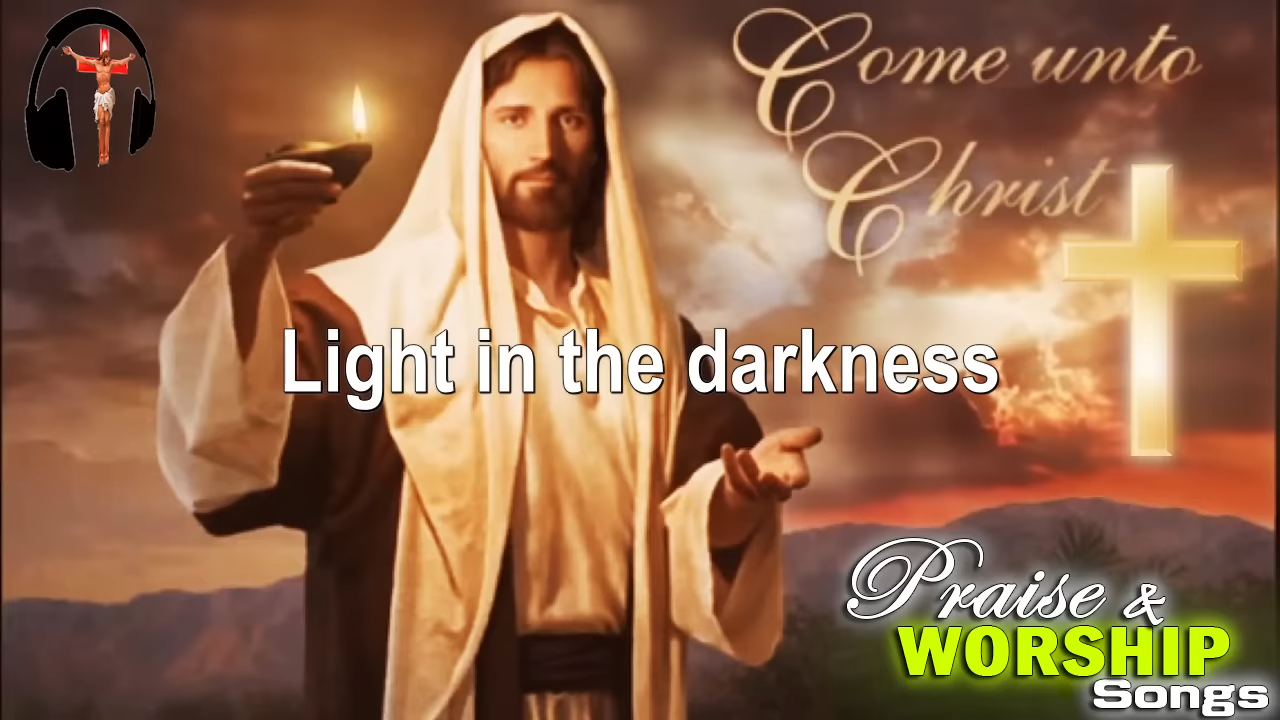 Come unto
Christ
Light in the darkness
Praise &
WORSHIP
Songs